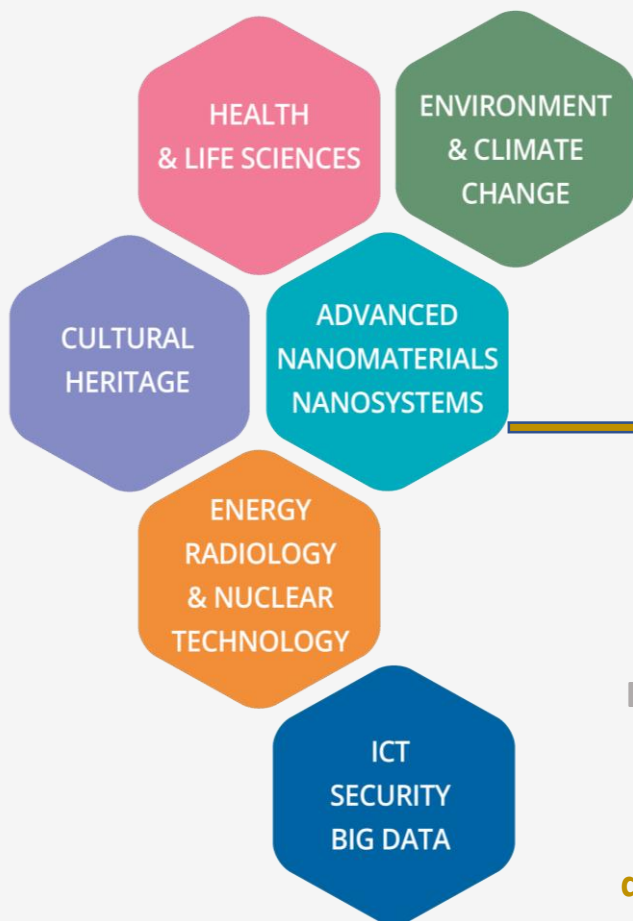 HEALTH
& LIFE SCIENCES
ENVIRONMENT
& CLIMATE
CHANGE
CULTURAL
HERITAGE
ADVANCED
NANOMATERIALS
NANOSYSTEMS
ENERGY
RADIOLOGY
& NUCLEAR
TECHNOLOGY
ICT
SECURITY
BIG DATA